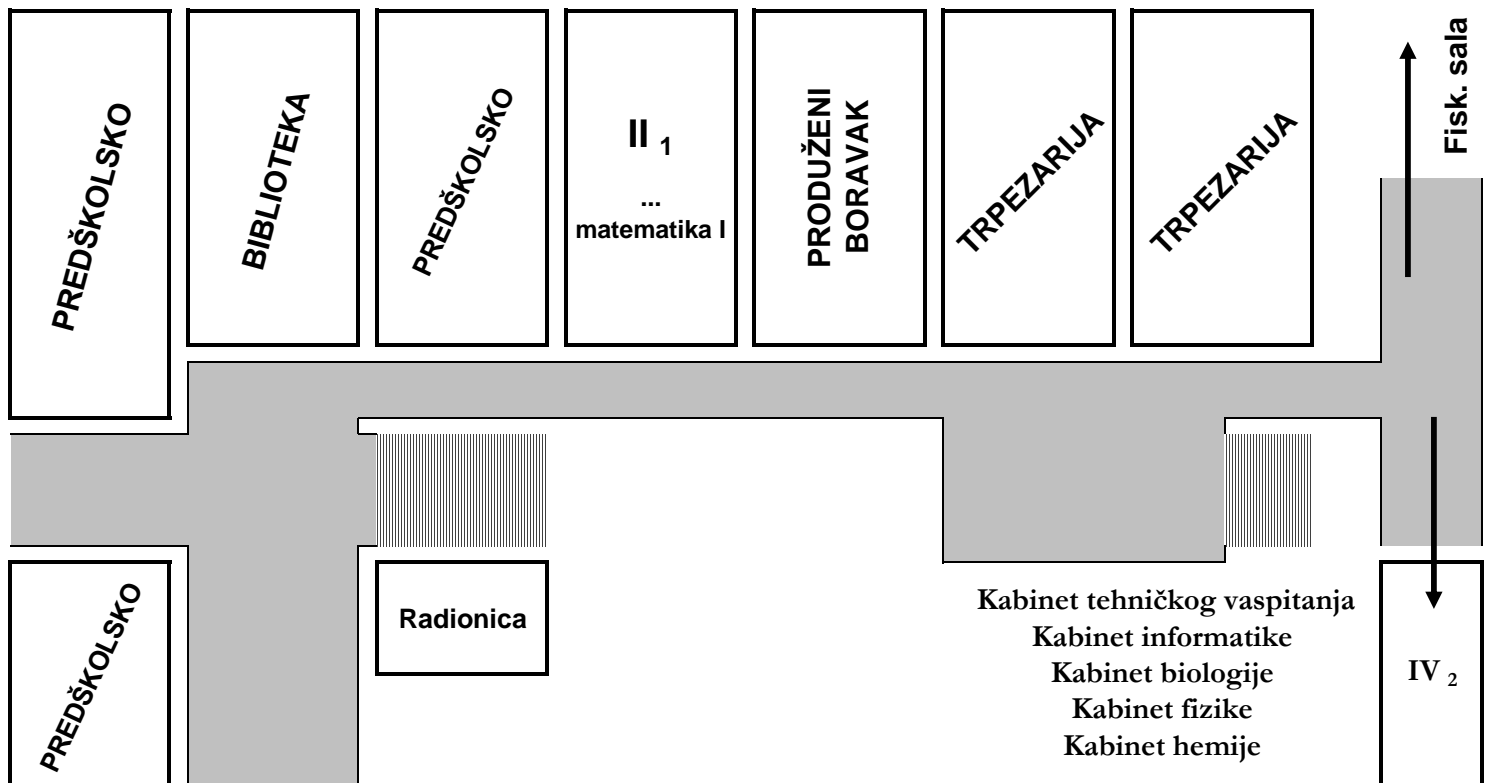 PREDŠKOLSKO
BIBLIOTEKA
PREDŠKOLSKO
II 1
...
matematika I
PRODUŽENI
BORAVAK
TRPEZARIJA
TRPEZARIJA
Fisk. sala
PREDŠKOLSKO
Radionica
Kabinet tehničkog vaspitanja
Kabinet informatike
Kabinet biologije
Kabinet fizike
Kabinet hemije
IV 2